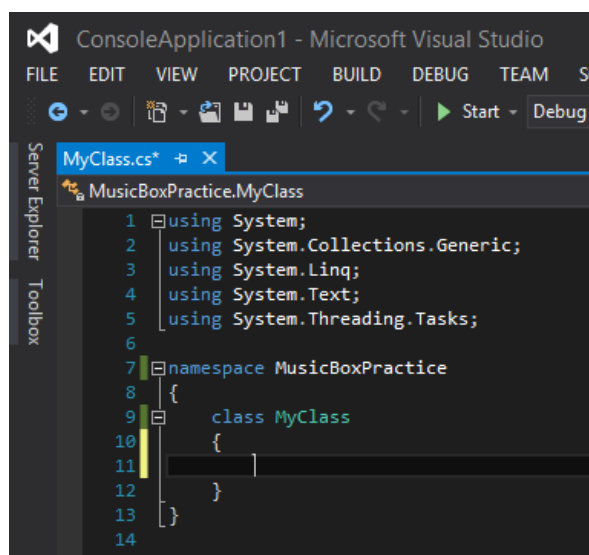 ConsoleApplication1 - Microsoft Visual Studio
FILE EDIT VIEW PROJECT BUILD DEBUG TEAM S
Start Debug
Server Explorer
Toolbox
MyClass.cs*
MusicBoxPractice.MyClass
1 using System;
2 using System.Collections.Generic;
3 using System.Linq;
4 using System.Text;
5 using System.Threading.Tasks;
6
7 namespace MusicBoxPractice
8 {
9 class MyClass
10 {
11
12 }
13 }
14